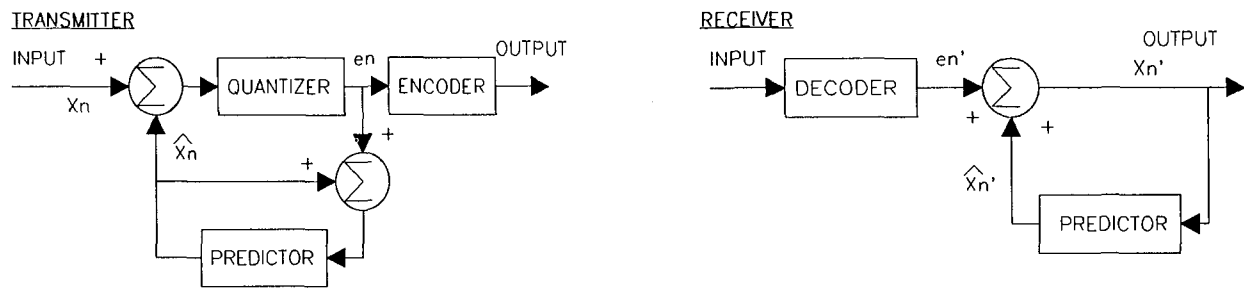 TRANSMITTER
INPUT +
Xn
Σ
QUANTIZER
en
ENCODER
OUTPUT
X̂n
+
+
Σ
PREDICTOR
RECEIVER
INPUT
DECODER
en'
+
Σ
+
OUTPUT
Xn'
X̂n'
PREDICTOR